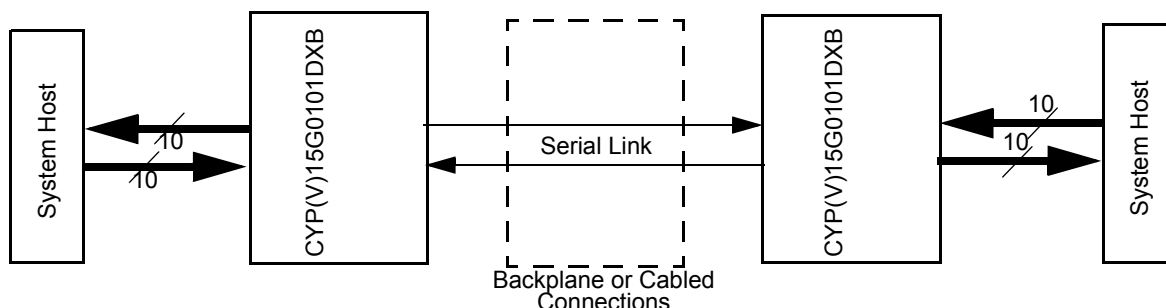 System Host
10
10
CYP(V)15G0101DXB
Serial Link
Backplane or Cabled
Connections
CYP(V)15G0101DXB
10
10
System Host